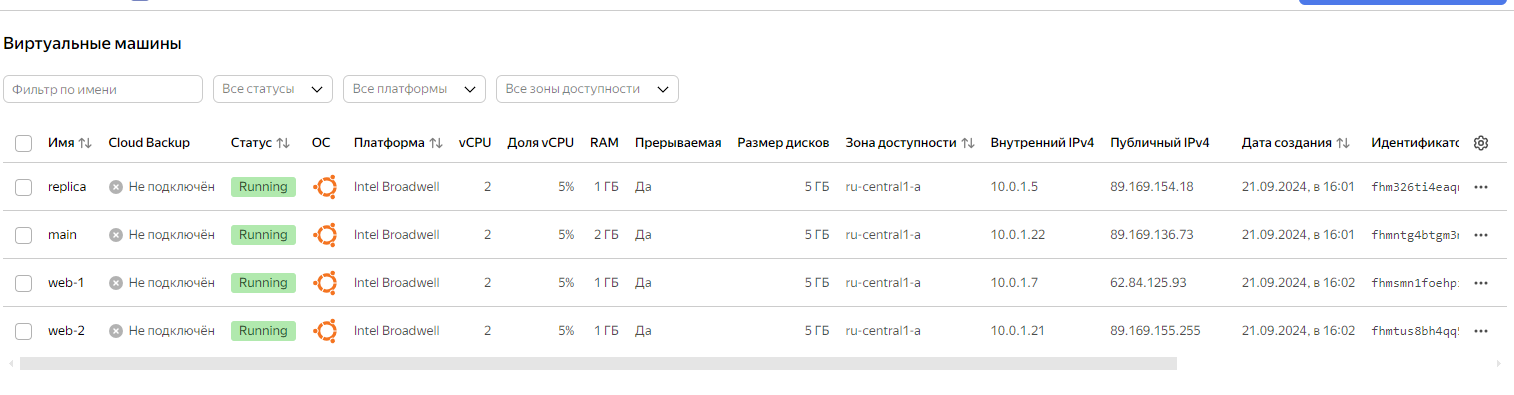 Виртуальные машины
Фильтр по имени Все статусы Все платформы Все зоны доступности
Имя Cloud Backup Статус ОС Платформа vCPU Доля vCPU RAM Прерываемая Размер дисков Зона доступности Внутренний IPv4 Публичный IPv4 Дата создания Идентификатс
replica Не подключён Running Intel Broadwell 2 5% 1 ГБ Да 5 ГБ ru-central1-a 10.0.1.5 89.169.154.18 21.09.2024, в 16:01 fhm326ti4eaq
main Не подключён Running Intel Broadwell 2 5% 2 ГБ Да 5 ГБ ru-central1-a 10.0.1.22 89.169.136.73 21.09.2024, в 16:01 fhmntg4btgm3
web-1 Не подключён Running Intel Broadwell 2 5% 1 ГБ Да 5 ГБ ru-central1-a 10.0.1.7 62.84.125.93 21.09.2024, в 16:02 fhmsmn1foehp
web-2 Не подключён Running Intel Broadwell 2 5% 1 ГБ Да 5 ГБ ru-central1-a 10.0.1.21 89.169.155.255 21.09.2024, в 16:02 fhmtus8bh4qq